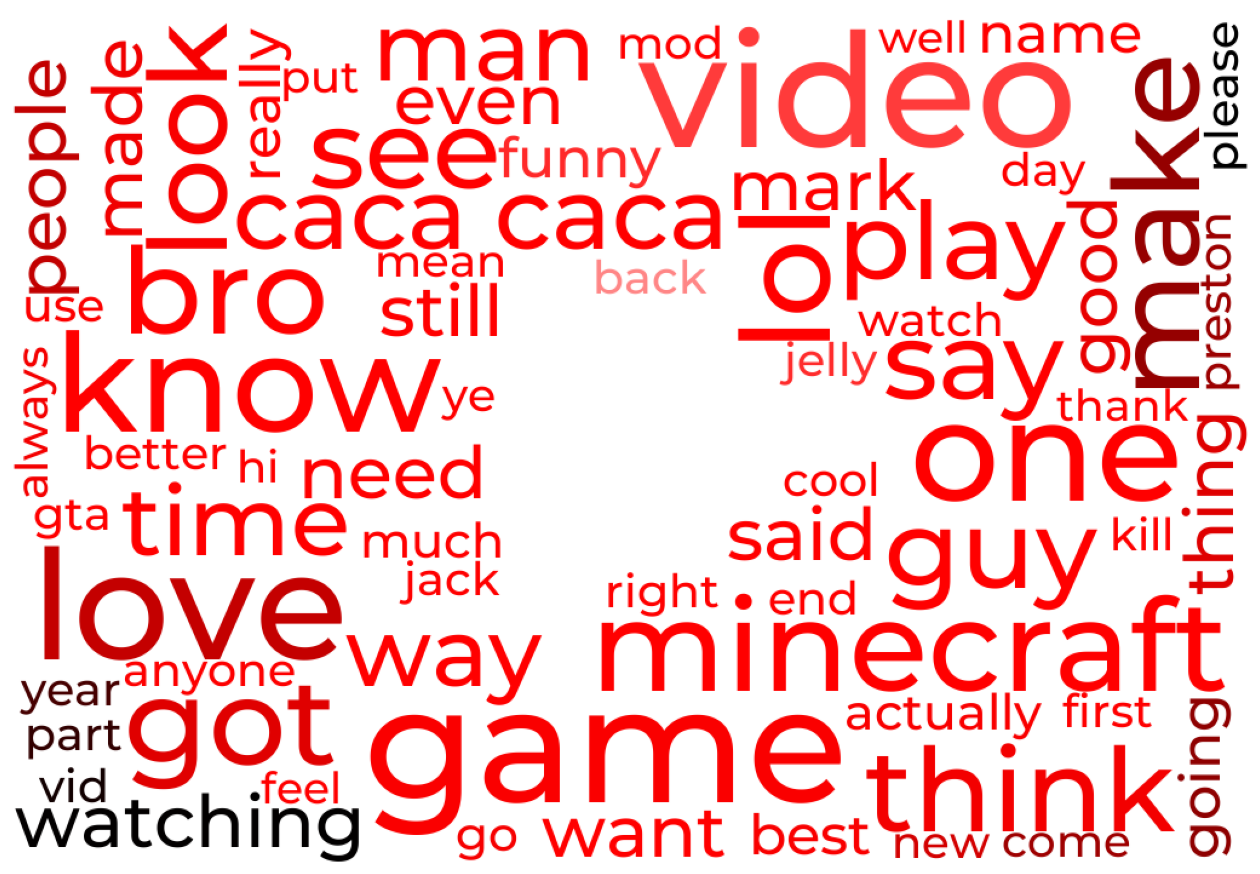 man
mod
video
well
name
please
people
made
look
really
put
even
make
see
funny
mark
day
caca caca
lol
play
good
preston
bro
mean
back
use
still
watch
jelly
say
always
know
ye
thank
better
hi
need
cool
one
thing
gta
time
much
said
guy
kill
jack
right
end
love
way
minecraft
anyone
year
got
game
actually
first
going
part
vid
feel
think
watching
go
want
best
new
come